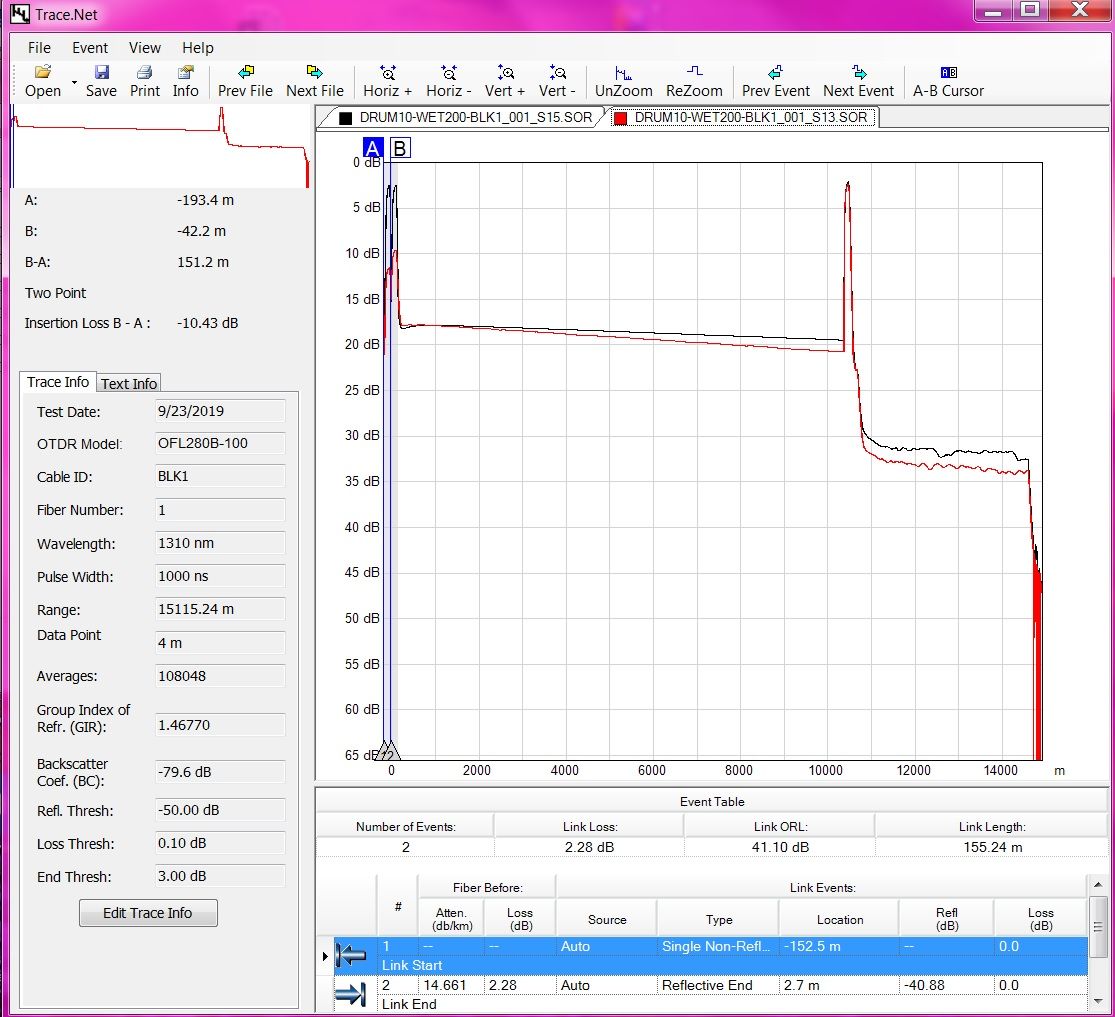 Trace.Net
File Event View Help
Open Save Print Info Prev File Next File Horiz + Horiz - Vert + Vert - UnZoom ReZoom Prev Event Next Event A-B Cursor
DRUM10-WET200-BLK1_001_S15.SOR DRUM10-WET200-BLK1_001_S13.SOR
A B
0 dB
5 dB
10 dB
15 dB
20 dB
25 dB
30 dB
35 dB
40 dB
45 dB
50 dB
55 dB
60 dB
65 dB
0 2000 4000 6000 8000 10000 12000 14000 m
A: -193.4 m
B: -42.2 m
B-A: 151.2 m
Two Point
Insertion Loss B - A : -10.43 dB
Trace Info Text Info
Test Date: 9/23/2019
OTDR Model: OFL280B-100
Cable ID: BLK1
Fiber Number: 1
Wavelength: 1310 nm
Pulse Width: 1000 ns
Range: 15115.24 m
Data Point 4 m
Averages: 108048
Group Index of
Refr. (GIR): 1.46770
Backscatter
Coef. (BC): -79.6 dB
Refl. Thresh: -50.00 dB
Loss Thresh: 0.10 dB
End Thresh: 3.00 dB
Edit Trace Info
Event Table
Number of Events: Link Loss: Link ORL: Link Length:
2 2.28 dB 41.10 dB 155.24 m
Fiber Before: Link Events:
# Atten. (db/km) Loss (dB) Source Type Location Refl (dB) Loss (dB)
1 -- -- Auto Single Non-Refl... -152.5 m -- 0.0
Link Start
2 14.661 2.28 Auto Reflective End 2.7 m -40.88 0.0
Link End